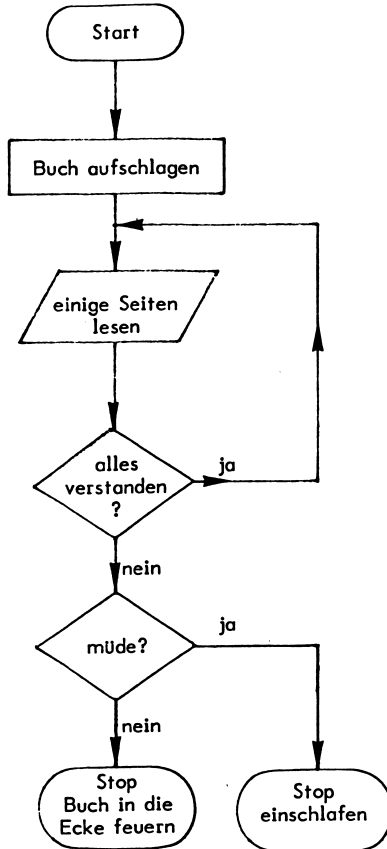 Start
Buch aufschlagen
einige Seiten
lesen
alles
verstanden
?
ja
nein
müde?
ja
nein
Stop
Buch in die
Ecke feuern
Stop
einschlafen